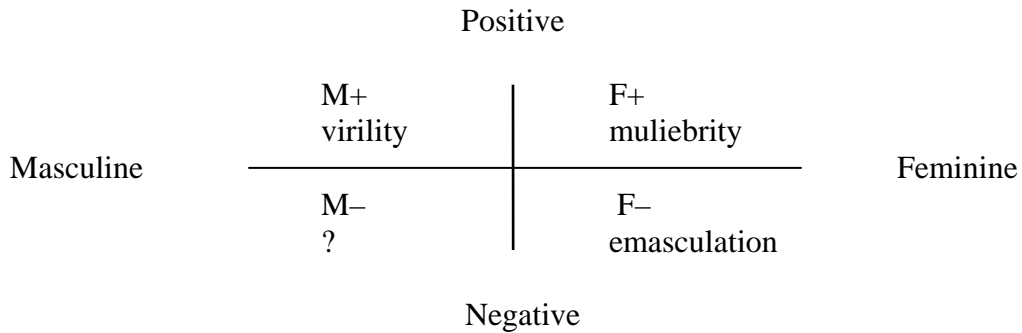 Positive
M+ F+
virility muliebrity
Masculine Feminine
M– F–
? emasculation
Negative